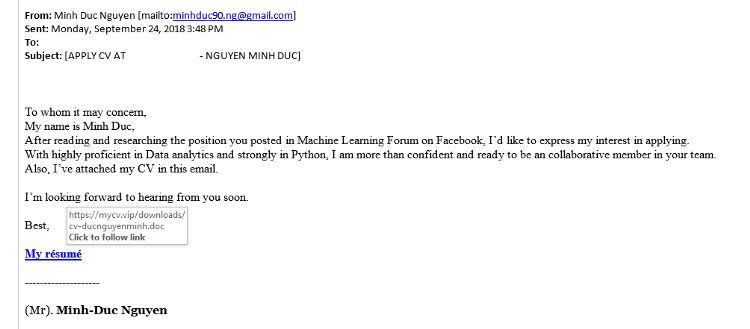 From: Minh Duc Nguyen [mailto:minhduc90.ng@gmail.com]
Sent: Monday, September 24, 2018 3:48 PM
To:
Subject: [APPLY CV AT - NGUYEN MINH DUC]
To whom it may concern,
My name is Minh Duc,
After reading and researching the position you posted in Machine Learning Forum on Facebook, I'd like to express my interest in applying.
With highly proficient in Data analytics and strongly in Python, I am more than confident and ready to be an collaborative member in your team.
Also, I've attached my CV in this email.
I'm looking forward to hearing from you soon.
https://mycv.vip/downloads/
cv-ducnguyenminh.doc
Click to follow link
Best,
My résumé
--------------------
(Mr). Minh-Duc Nguyen